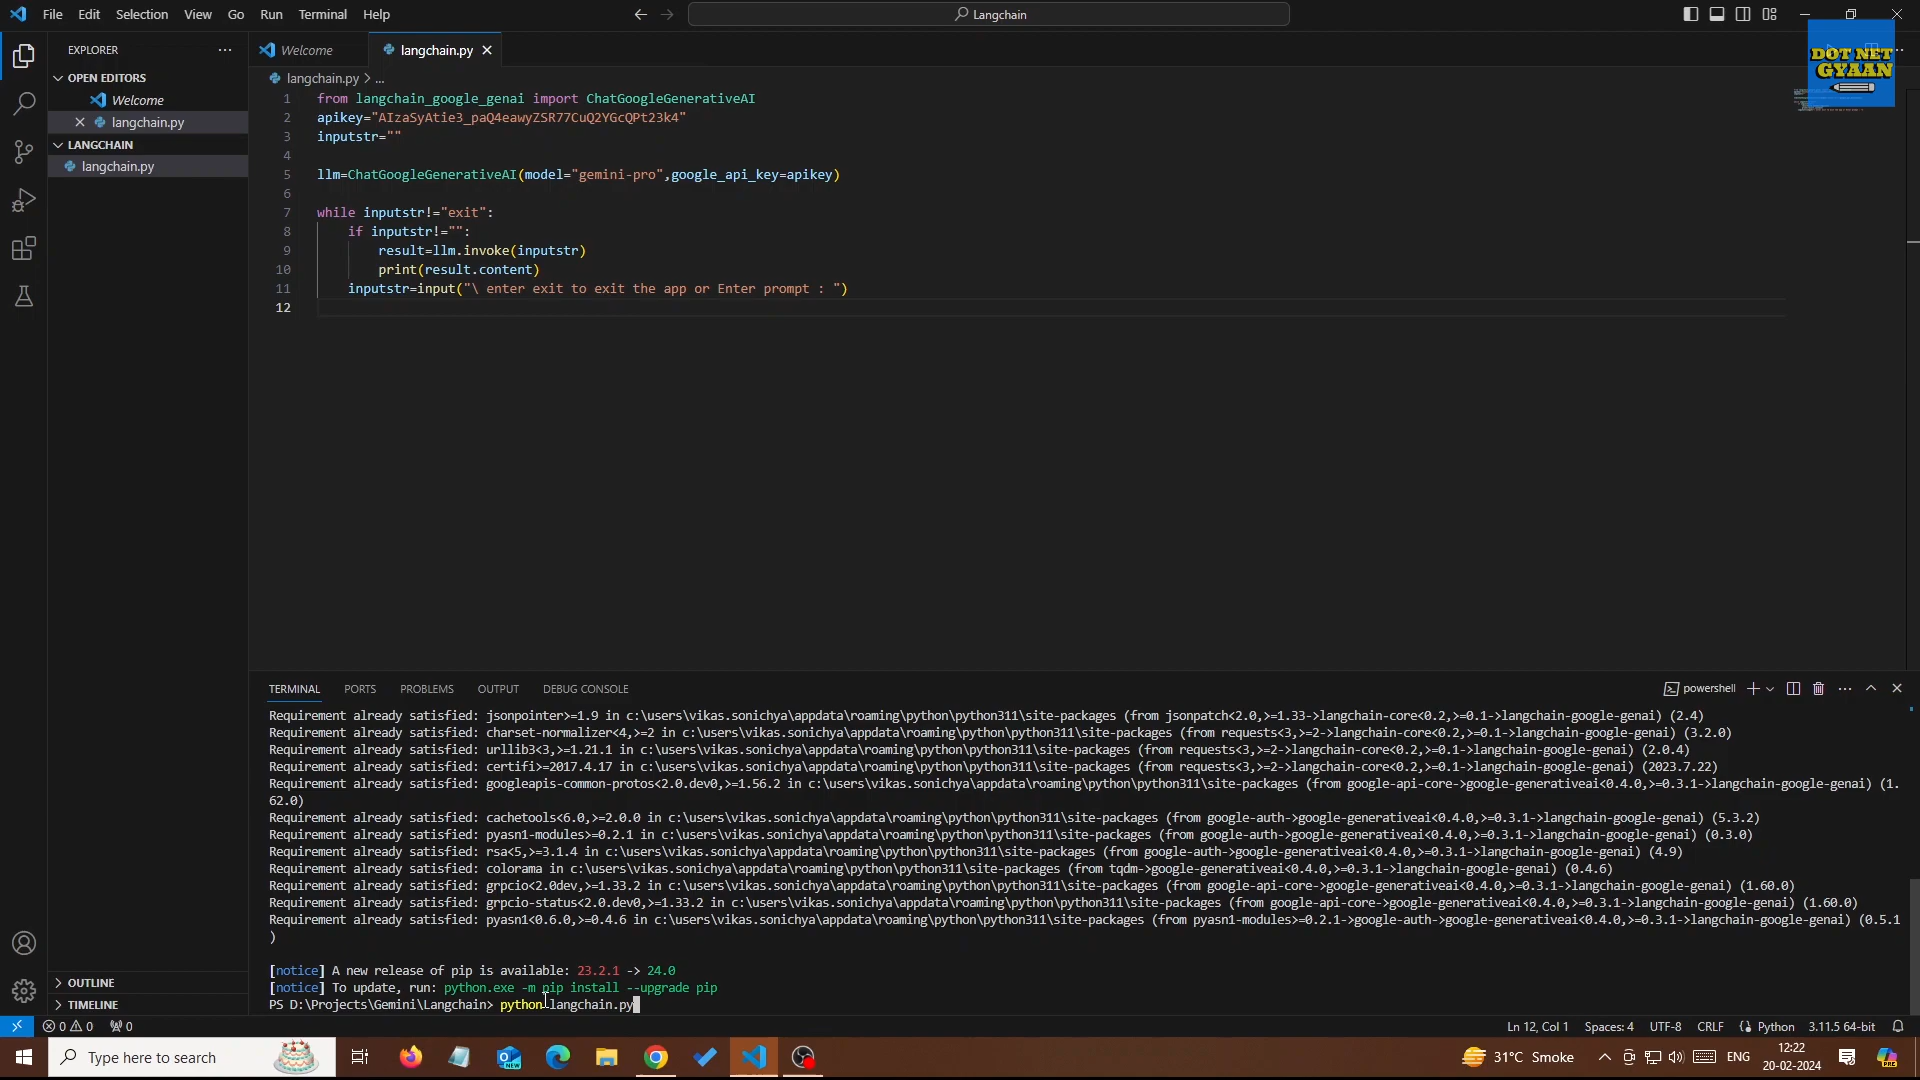 File Edit Selection View Go Run Terminal Help
Langchain
DOT NET
GYAAN
EXPLORER
OPEN EDITORS
Welcome
langchain.py
LANGCHAIN
langchain.py
OUTLINE
TIMELINE
Welcome
langchain.py
langchain.py > ...
1 from langchain_google_genai import ChatGoogleGenerativeAI
2 apikey="AIzaSyAtie3_paQ4eawyZSR77CuQ2YGcQPt23k4"
3 inputstr=""
4
5 llm=ChatGoogleGenerativeAI(model="gemini-pro",google_api_key=apikey)
6
7 while inputstr!="exit":
8 if inputstr!="":
9 result=llm.invoke(inputstr)
10 print(result.content)
11 inputstr=input("\ enter exit to exit the app or Enter prompt : ")
12
TERMINAL PORTS PROBLEMS OUTPUT DEBUG CONSOLE
powershell
Requirement already satisfied: jsonpointer>=1.9 in c:\users\vikas.sonichya\appdata\roaming\python\python311\site-packages (from jsonpatch<2.0,>=1.33->langchain-core<0.2,>=0.1->langchain-google-genai) (2.4)
Requirement already satisfied: charset-normalizer<4,>=2 in c:\users\vikas.sonichya\appdata\roaming\python\python311\site-packages (from requests<3,>=2->langchain-core<0.2,>=0.1->langchain-google-genai) (3.2.0)
Requirement already satisfied: urllib3<3,>=1.21.1 in c:\users\vikas.sonichya\appdata\roaming\python\python311\site-packages (from requests<3,>=2->langchain-core<0.2,>=0.1->langchain-google-genai) (2.0.4)
Requirement already satisfied: certifi>=2017.4.17 in c:\users\vikas.sonichya\appdata\roaming\python\python311\site-packages (from requests<3,>=2->langchain-core<0.2,>=0.1->langchain-google-genai) (2023.7.22)
Requirement already satisfied: googleapis-common-protos<2.0.dev0,>=1.56.2 in c:\users\vikas.sonichya\appdata\roaming\python\python311\site-packages (from google-api-core->google-generativeai<0.4.0,>=0.3.1->langchain-google-genai) (1.
62.0)
Requirement already satisfied: cachetools<6.0,>=2.0.0 in c:\users\vikas.sonichya\appdata\roaming\python\python311\site-packages (from google-auth->google-generativeai<0.4.0,>=0.3.1->langchain-google-genai) (5.3.2)
Requirement already satisfied: pyasn1-modules>=0.2.1 in c:\users\vikas.sonichya\appdata\roaming\python\python311\site-packages (from google-auth->google-generativeai<0.4.0,>=0.3.1->langchain-google-genai) (0.3.0)
Requirement already satisfied: rsa<5,>=3.1.4 in c:\users\vikas.sonichya\appdata\roaming\python\python311\site-packages (from google-auth->google-generativeai<0.4.0,>=0.3.1->langchain-google-genai) (4.9)
Requirement already satisfied: colorama in c:\users\vikas.sonichya\appdata\roaming\python\python311\site-packages (from tqdm->google-generativeai<0.4.0,>=0.3.1->langchain-google-genai) (0.4.6)
Requirement already satisfied: grpcio<2.0dev,>=1.33.2 in c:\users\vikas.sonichya\appdata\roaming\python\python311\site-packages (from google-api-core->google-generativeai<0.4.0,>=0.3.1->langchain-google-genai) (1.60.0)
Requirement already satisfied: grpcio-status<2.0.dev0,>=1.33.2 in c:\users\vikas.sonichya\appdata\roaming\python\python311\site-packages (from google-api-core->google-generativeai<0.4.0,>=0.3.1->langchain-google-genai) (1.60.0)
Requirement already satisfied: pyasn1<0.6.0,>=0.4.6 in c:\users\vikas.sonichya\appdata\roaming\python\python311\site-packages (from pyasn1-modules>=0.2.1->google-auth->google-generativeai<0.4.0,>=0.3.1->langchain-google-genai) (0.5.1
)
[notice] A new release of pip is available: 23.2.1 -> 24.0
[notice] To update, run: python.exe -m pip install --upgrade pip
PS D:\Projects\Gemini\Langchain> python langchain.py
0 0 0 Ln 12, Col 1 Spaces: 4 UTF-8 CRLF Python 3.11.5 64-bit
Type here to search
NEW
31°C Smoke
ENG
12:22
20-02-2024
PRE